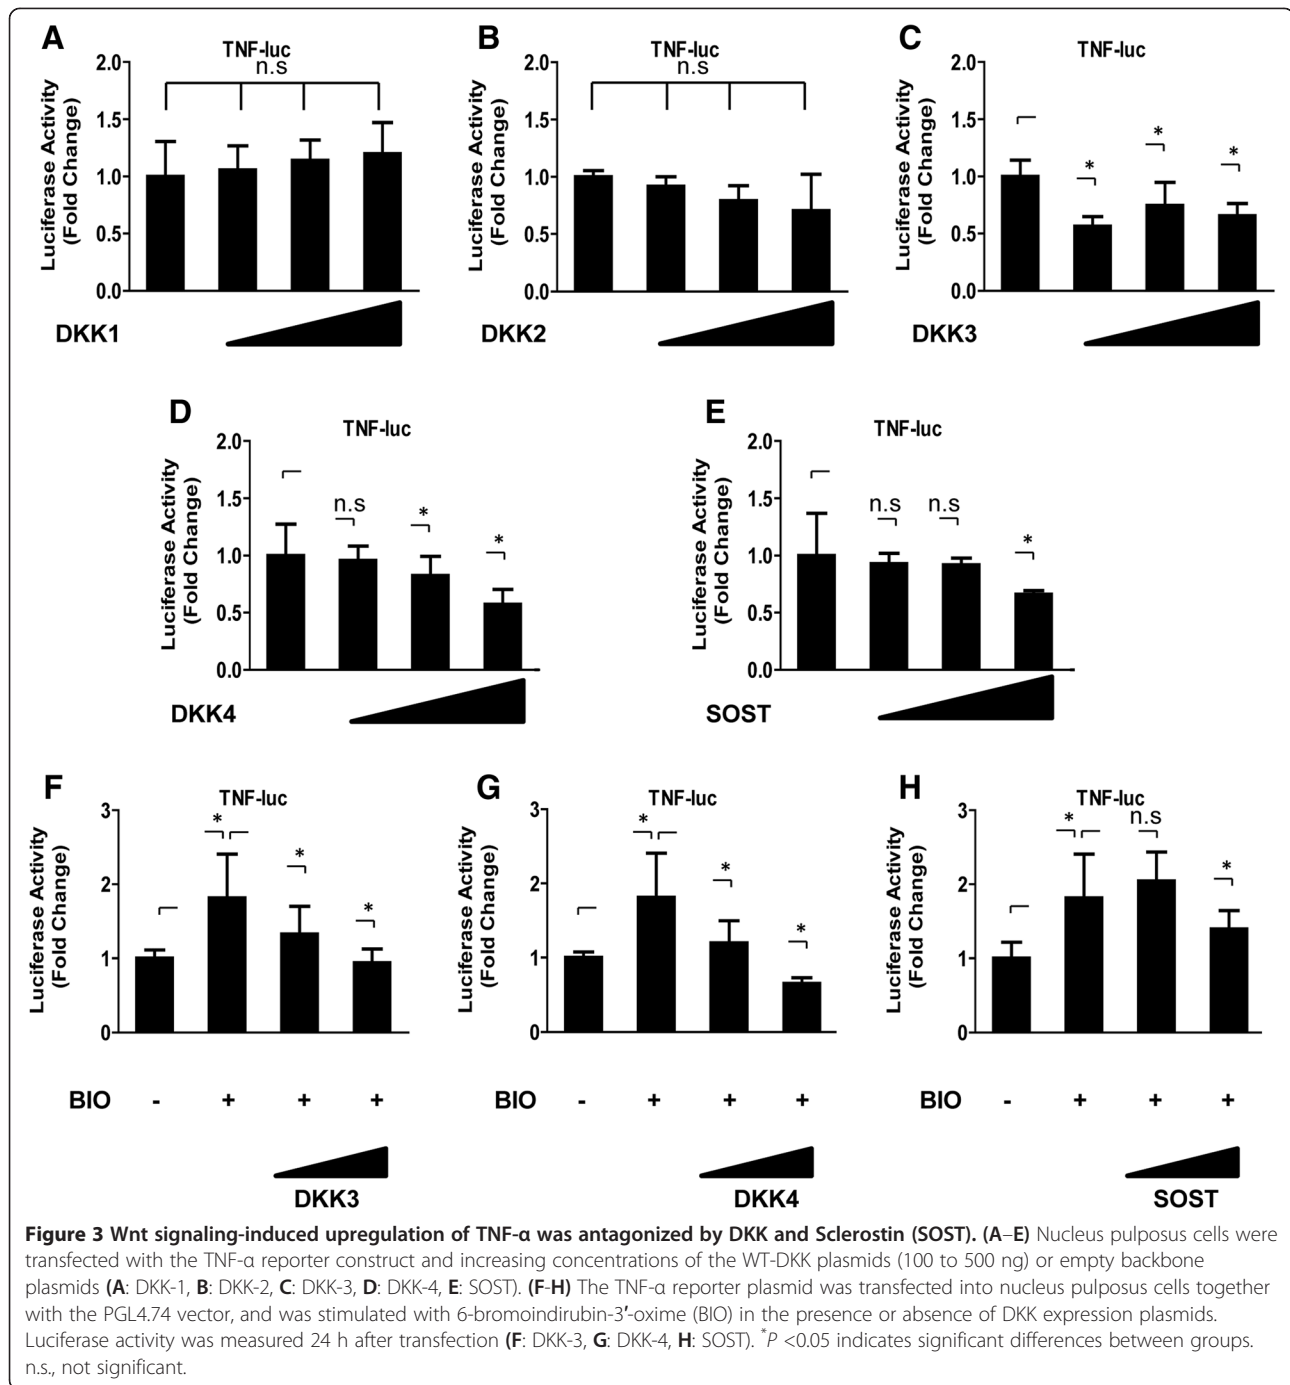 A
TNF-luc
n.s
Luciferase Activity
(Fold Change)
2.0
1.5
1.0
0.5
0.0
DKK1
B
TNF-luc
n.s
Luciferase Activity
(Fold Change)
2.0
1.5
1.0
0.5
0.0
DKK2
C
TNF-luc
Luciferase Activity
(Fold Change)
2.0
1.5
1.0
0.5
0.0
* * *
DKK3
D
TNF-luc
Luciferase Activity
(Fold Change)
2.0
1.5
1.0
0.5
0.0
n.s * *
DKK4
E
TNF-luc
Luciferase Activity
(Fold Change)
2.0
1.5
1.0
0.5
0.0
n.s n.s *
SOST
F
TNF-luc
Luciferase Activity
(Fold Change)
3
2
1
0
* * *
BIO - + + +
DKK3
G
TNF-luc
Luciferase Activity
(Fold Change)
3
2
1
0
* * *
BIO - + + +
DKK4
H
TNF-luc
Luciferase Activity
(Fold Change)
3
2
1
0
* n.s *
BIO - + + +
SOST
Figure 3 Wnt signaling-induced upregulation of TNF-α was antagonized by DKK and Sclerostin (SOST). (A–E) Nucleus pulposus cells were
transfected with the TNF-α reporter construct and increasing concentrations of the WT-DKK plasmids (100 to 500 ng) or empty backbone
plasmids (A: DKK-1, B: DKK-2, C: DKK-3, D: DKK-4, E: SOST). (F-H) The TNF-α reporter plasmid was transfected into nucleus pulposus cells together
with the PGL4.74 vector, and was stimulated with 6-bromoindirubin-3′-oxime (BIO) in the presence or absence of DKK expression plasmids.
Luciferase activity was measured 24 h after transfection (F: DKK-3, G: DKK-4, H: SOST). *P <0.05 indicates significant differences between groups.
n.s., not significant.